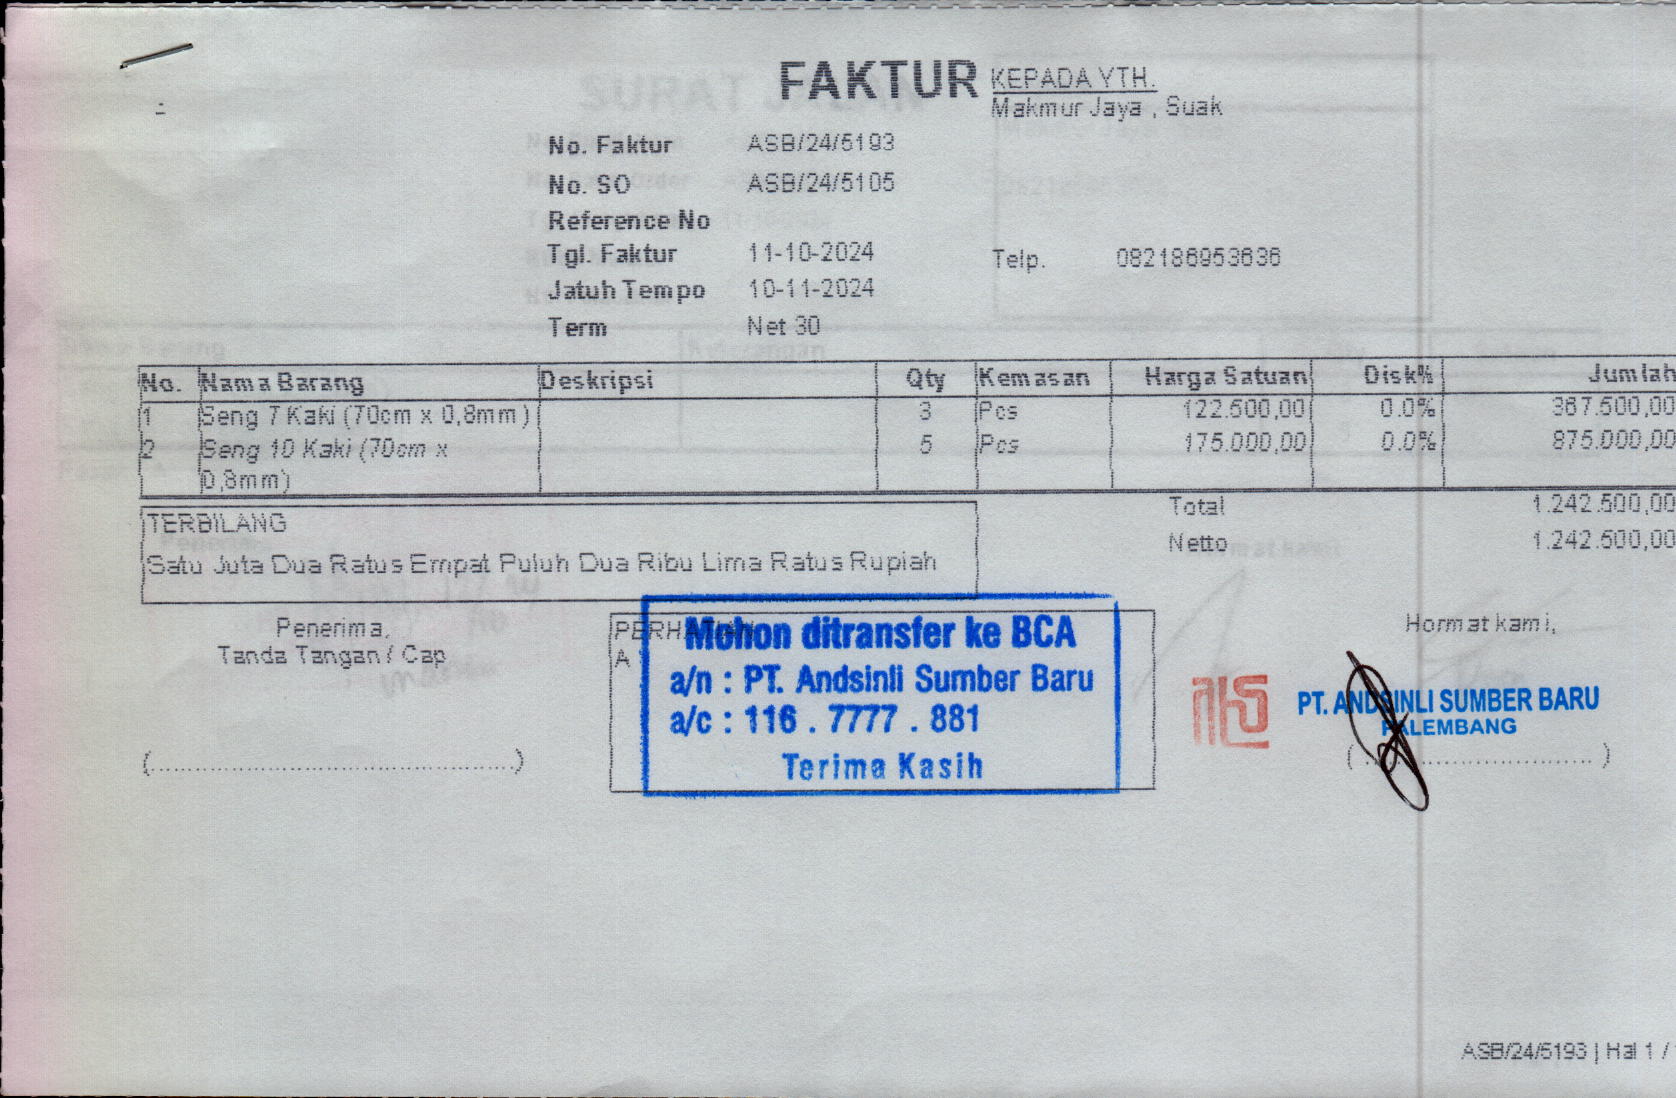 FAKTUR
KEPADA YTH.
Makmur Jaya , Suak
No. Faktur ASB/24/5193
No. SO ASB/24/5105
Reference No
Tgl. Faktur 11-10-2024
Telp. 082186953636
Jatuh Tempo 10-11-2024
Term Net 30
No. Nama Barang Deskripsi Qty Kemasan Harga Satuan Disk% Jumlah
1 Seng 7 Kaki (70cm x 0,8mm) 3 Pcs 122.500,00 0.0% 367.500,00
2 Seng 10 Kaki (70cm x 5 Pcs 175.000,00 0.0% 875.000,00
0,8mm)
Total 1.242.500,00
TERBILANG
Netto 1.242.500,00
Satu Juta Dua Ratus Empat Puluh Dua Ribu Lima Ratus Rupiah
Penerima,
Tanda Tangan / Cap
(............................................)
PERHATIAN
A
Mohon ditransfer ke BCA
a/n : PT. Andsinli Sumber Baru
a/c : 116 . 7777 . 881
Terima Kasih
Hormat kami,
PT. ANDSINLI SUMBER BARU
PALEMBANG
(............................)
ASB/24/5193 | Hal 1 /